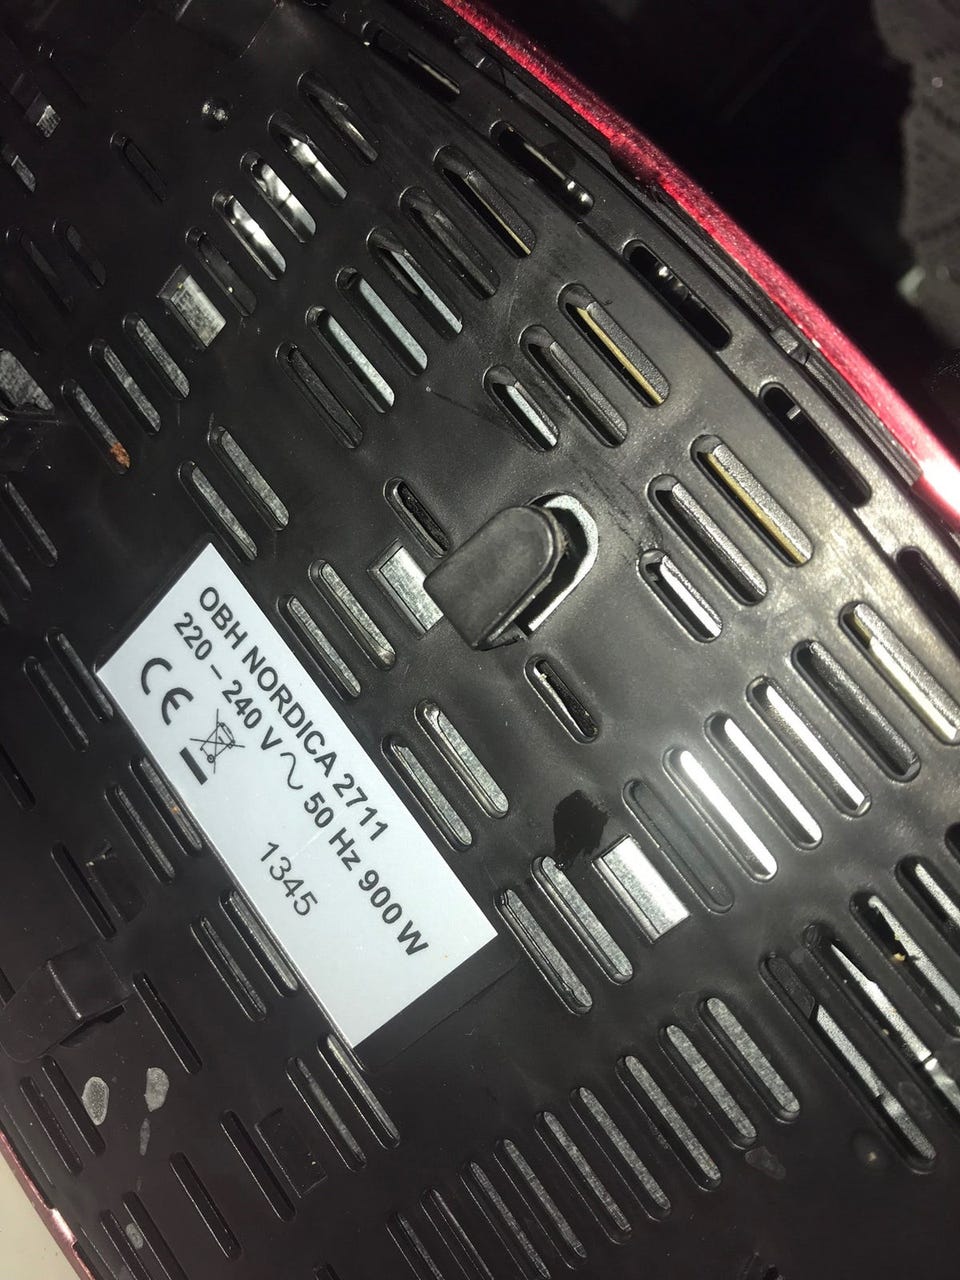 OBH NORDICA 2711
220 – 240 V ~ 50 Hz 900 W
CE
1345